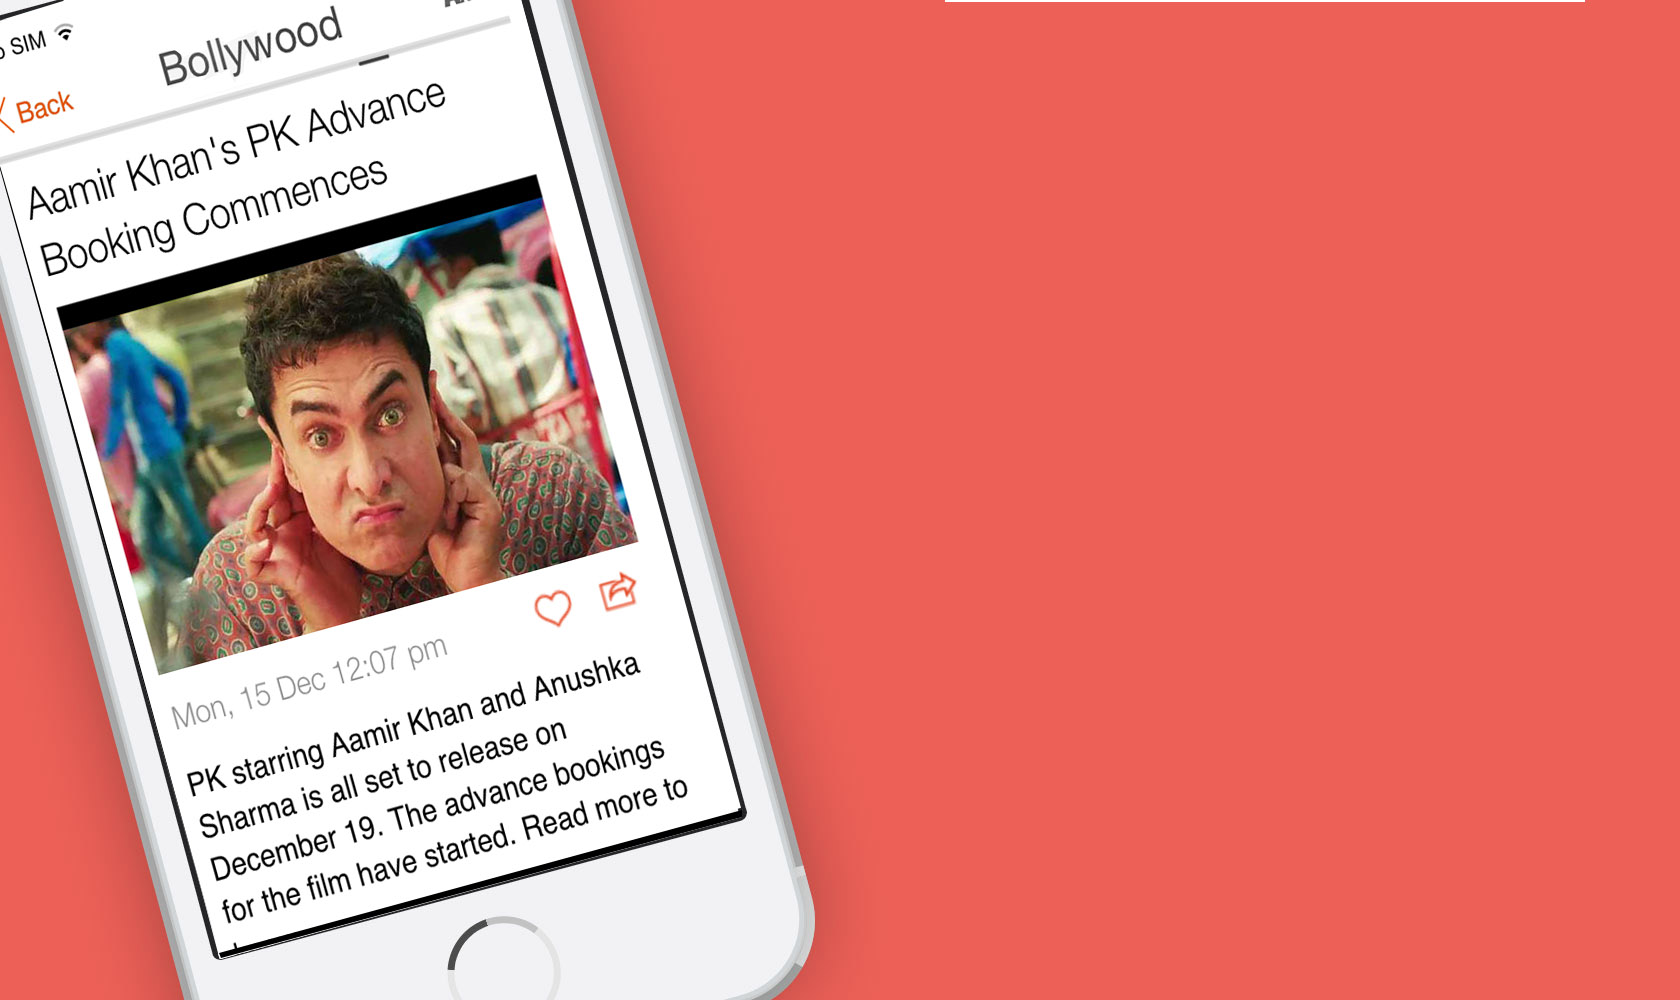 SIM
Bollywood
Back
Aamir Khan's PK Advance
Booking Commences
Mon, 15 Dec 12:07 pm
PK starring Aamir Khan and Anushka
Sharma is all set to release on
December 19. The advance bookings
for the film have started. Read more to